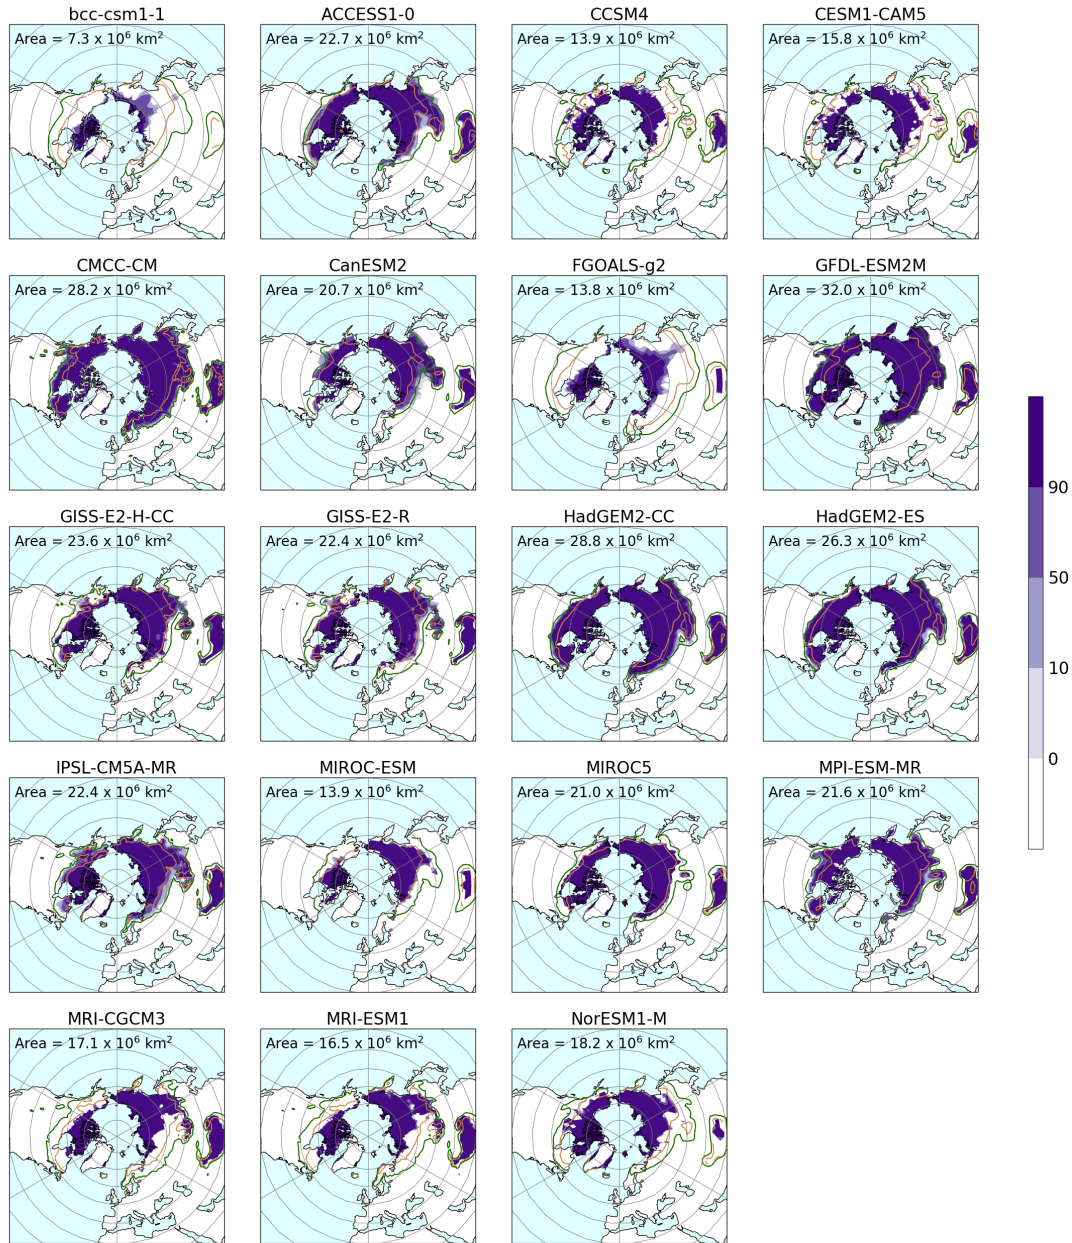 bcc-csm1-1
ACCESS1-0
CCSM4
CESM1-CAM5
Area = 7.3 x 10⁶ km²
Area = 22.7 x 10⁶ km²
Area = 13.9 x 10⁶ km²
Area = 15.8 x 10⁶ km²
CMCC-CM
CanESM2
FGOALS-g2
GFDL-ESM2M
Area = 28.2 x 10⁶ km²
Area = 20.7 x 10⁶ km²
Area = 13.8 x 10⁶ km²
Area = 32.0 x 10⁶ km²
GISS-E2-H-CC
GISS-E2-R
HadGEM2-CC
HadGEM2-ES
Area = 23.6 x 10⁶ km²
Area = 22.4 x 10⁶ km²
Area = 28.8 x 10⁶ km²
Area = 26.3 x 10⁶ km²
IPSL-CM5A-MR
MIROC-ESM
MIROC5
MPI-ESM-MR
Area = 22.4 x 10⁶ km²
Area = 13.9 x 10⁶ km²
Area = 21.0 x 10⁶ km²
Area = 21.6 x 10⁶ km²
MRI-CGCM3
MRI-ESM1
NorESM1-M
Area = 17.1 x 10⁶ km²
Area = 16.5 x 10⁶ km²
Area = 18.2 x 10⁶ km²
90
50
10
0